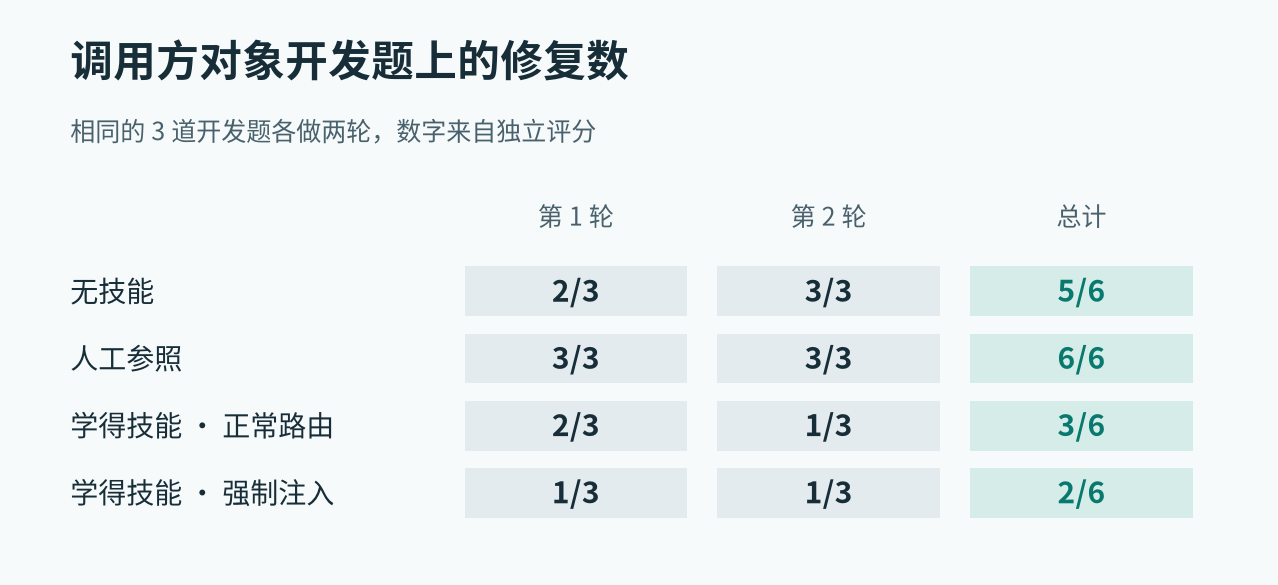 调用方对象开发题上的修复数
相同的 3 道开发题各做两轮，数字来自独立评分
第 1 轮 第 2 轮 总计
无技能 2/3 3/3 5/6
人工参照 3/3 3/3 6/6
学得技能 · 正常路由 2/3 1/3 3/6
学得技能 · 强制注入 1/3 1/3 2/6